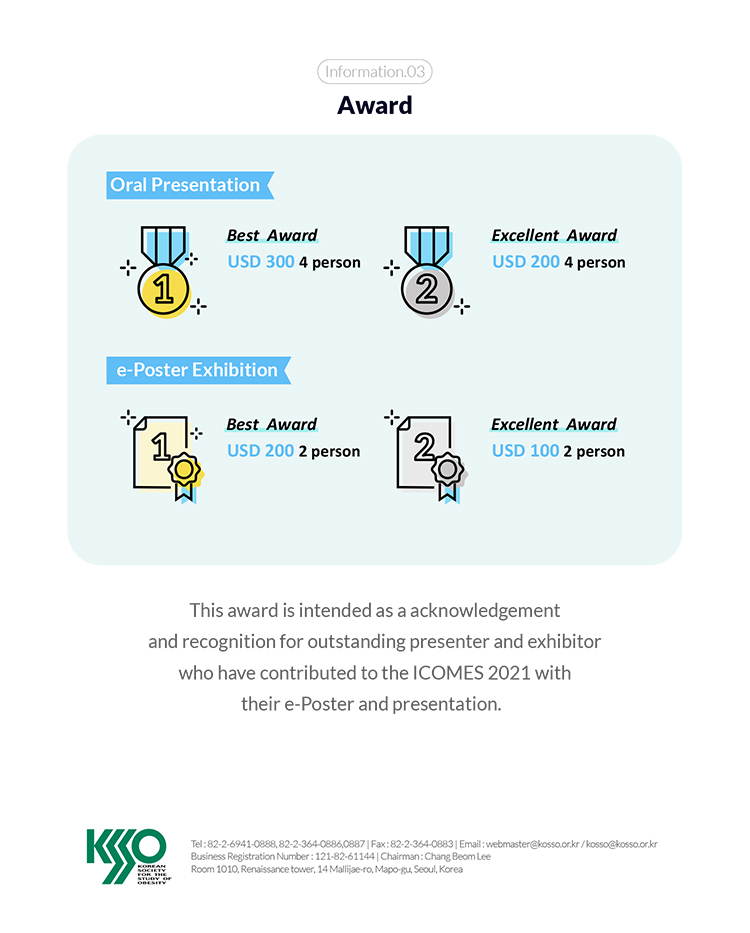 Information.03
Award
Oral Presentation
1
Best Award
USD 300 4 person
2
Excellent Award
USD 200 4 person
e-Poster Exhibition
1
Best Award
USD 200 2 person
2
Excellent Award
USD 100 2 person
This award is intended as a acknowledgement
and recognition for outstanding presenter and exhibitor
who have contributed to the ICOMES 2021 with
their e-Poster and presentation.
KSSO
KOREAN
SOCIETY
FOR THE
STUDY OF
OBESITY
Tel : 82-2-6941-0888, 82-2-364-0886,0887 | Fax : 82-2-364-0883 | Email : webmaster@kosso.or.kr / kosso@kosso.or.kr
Business Registration Number : 121-82-61144 | Chairman : Chang Beom Lee
Room 1010, Renaissance tower, 14 Mallijae-ro, Mapo-gu, Seoul, Korea